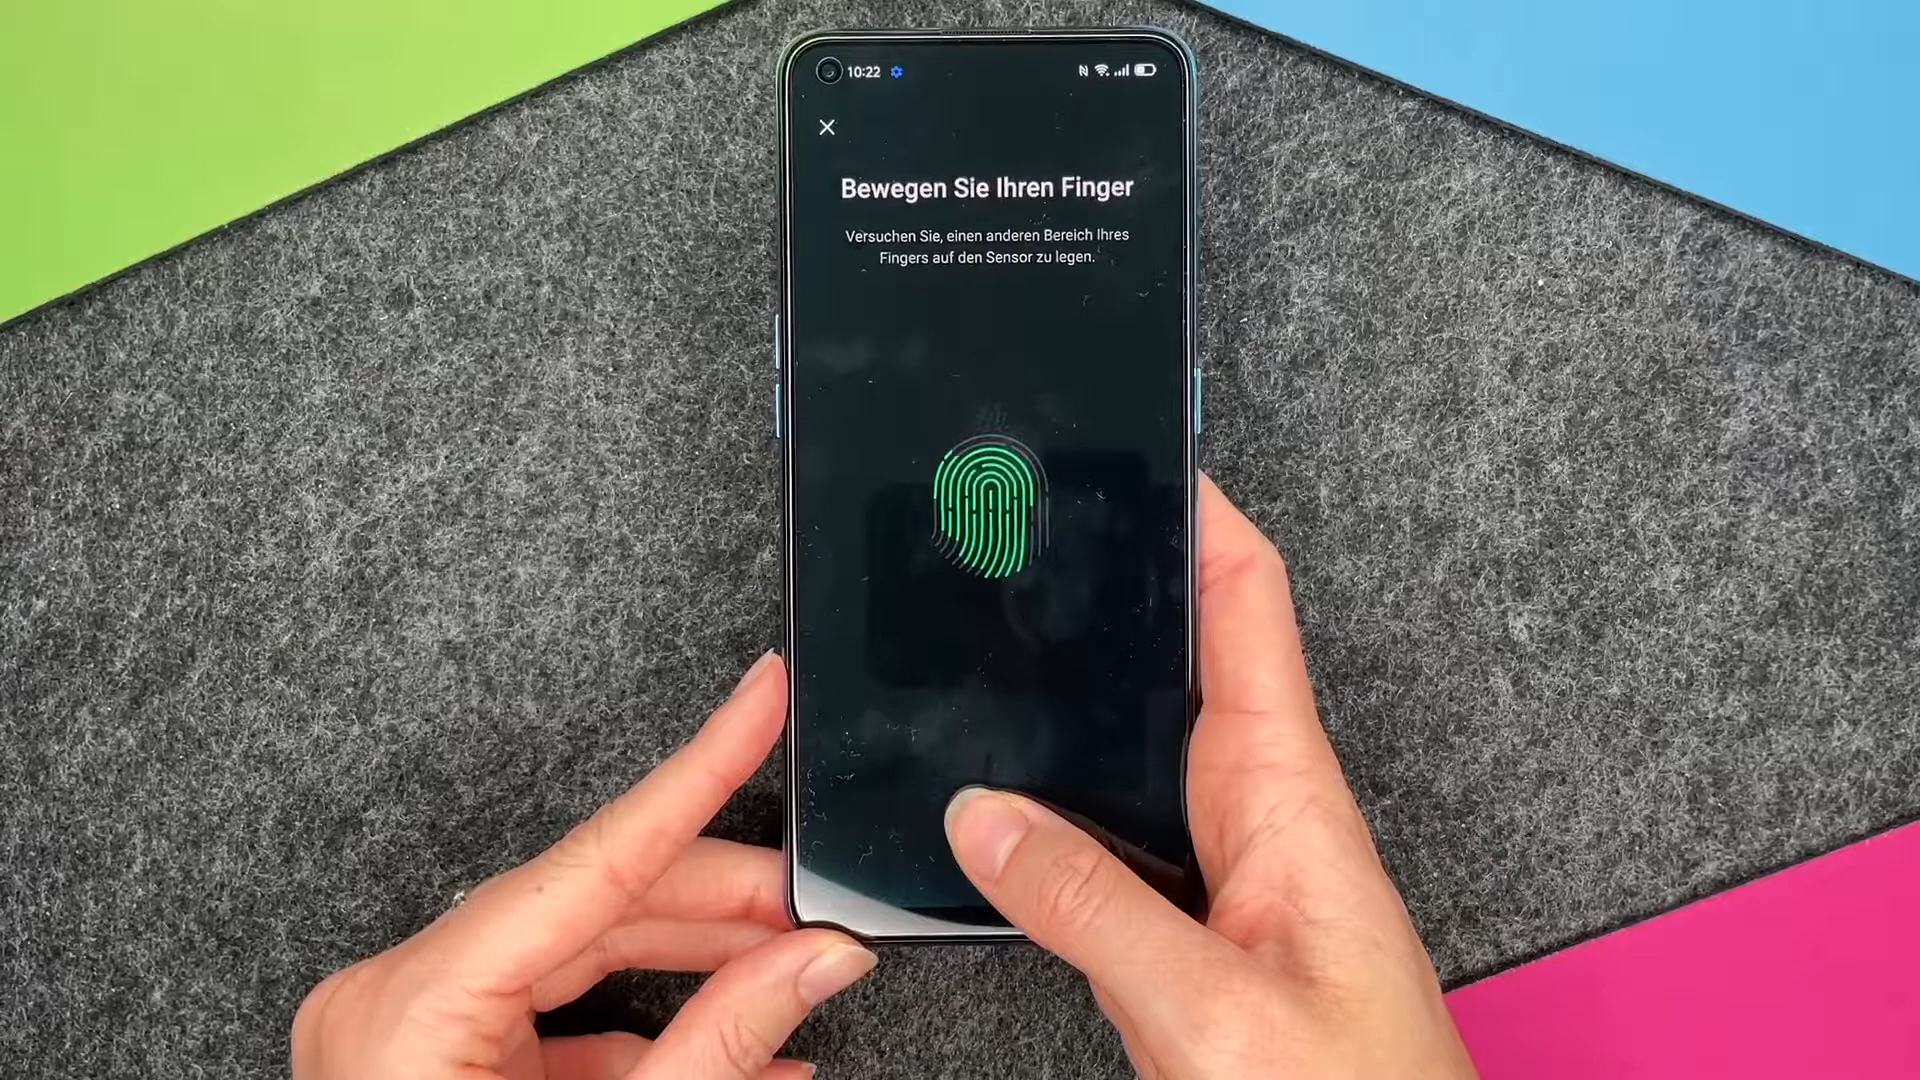 10:22
Bewegen Sie Ihren Finger
Versuchen Sie, einen anderen Bereich Ihres
Fingers auf den Sensor zu legen.